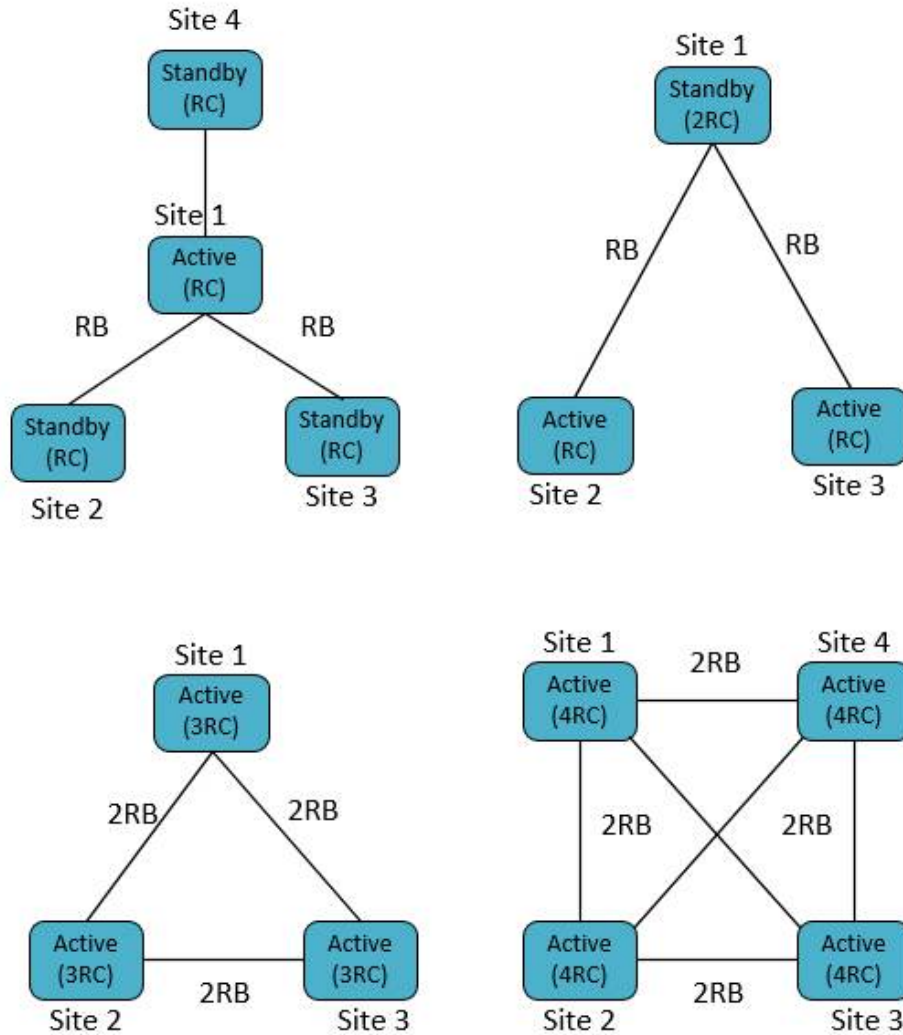 Site 4
Standby
(RC)
Site 1
Active
(RC)
RB
RB
Standby
(RC)
Standby
(RC)
Site 2
Site 3
Site 1
Standby
(2RC)
RB
RB
Active
(RC)
Active
(RC)
Site 2
Site 3
Site 1
Active
(3RC)
2RB
2RB
Active
(3RC)
Active
(3RC)
2RB
Site 2
Site 3
Site 1
Site 4
2RB
Active
(4RC)
Active
(4RC)
2RB
2RB
Active
(4RC)
Active
(4RC)
2RB
Site 2
Site 3